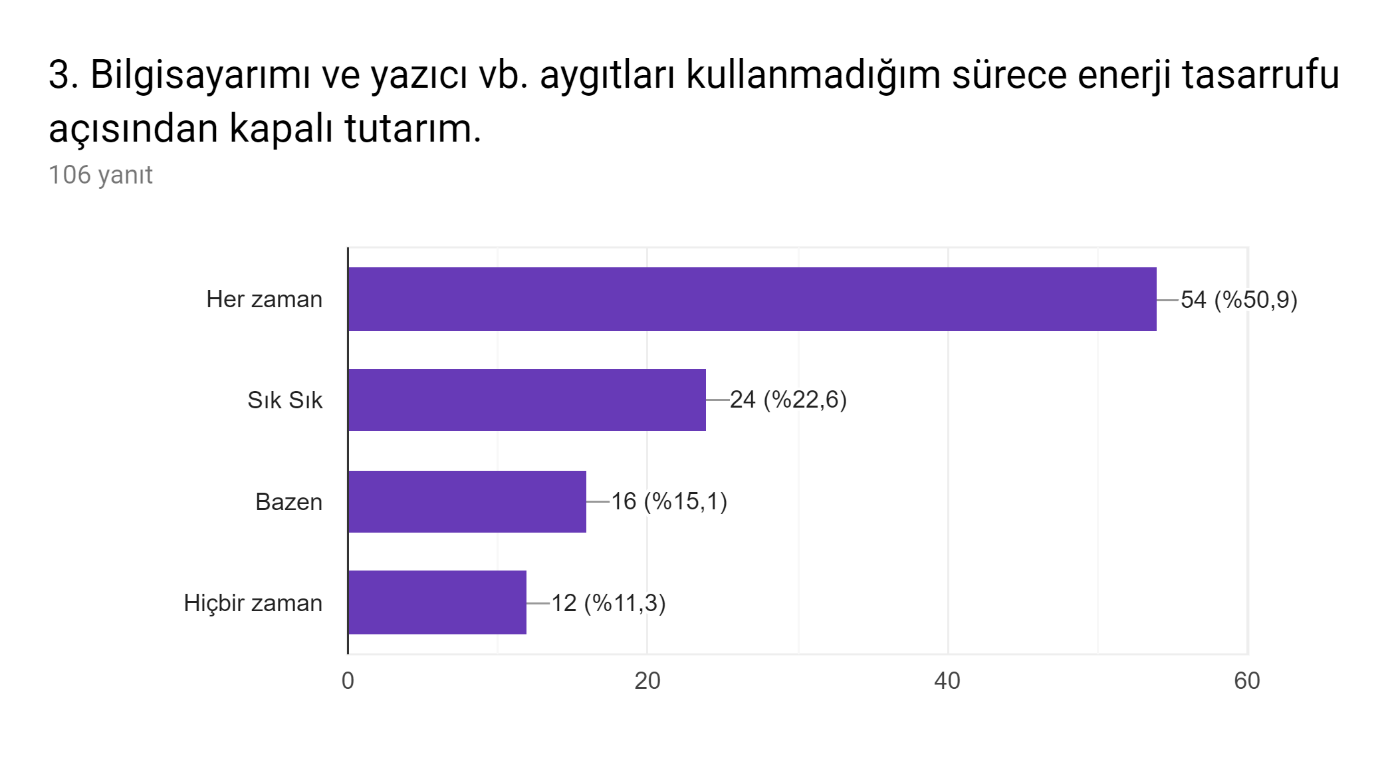 3. Bilgisayarımı ve yazıcı vb. aygıtları kullanmadığım sürece enerji tasarrufu
açısından kapalı tutarım.
106 yanıt
Her zaman 54 (%50,9)
Sık Sık 24 (%22,6)
Bazen 16 (%15,1)
Hiçbir zaman 12 (%11,3)
0 20 40 60